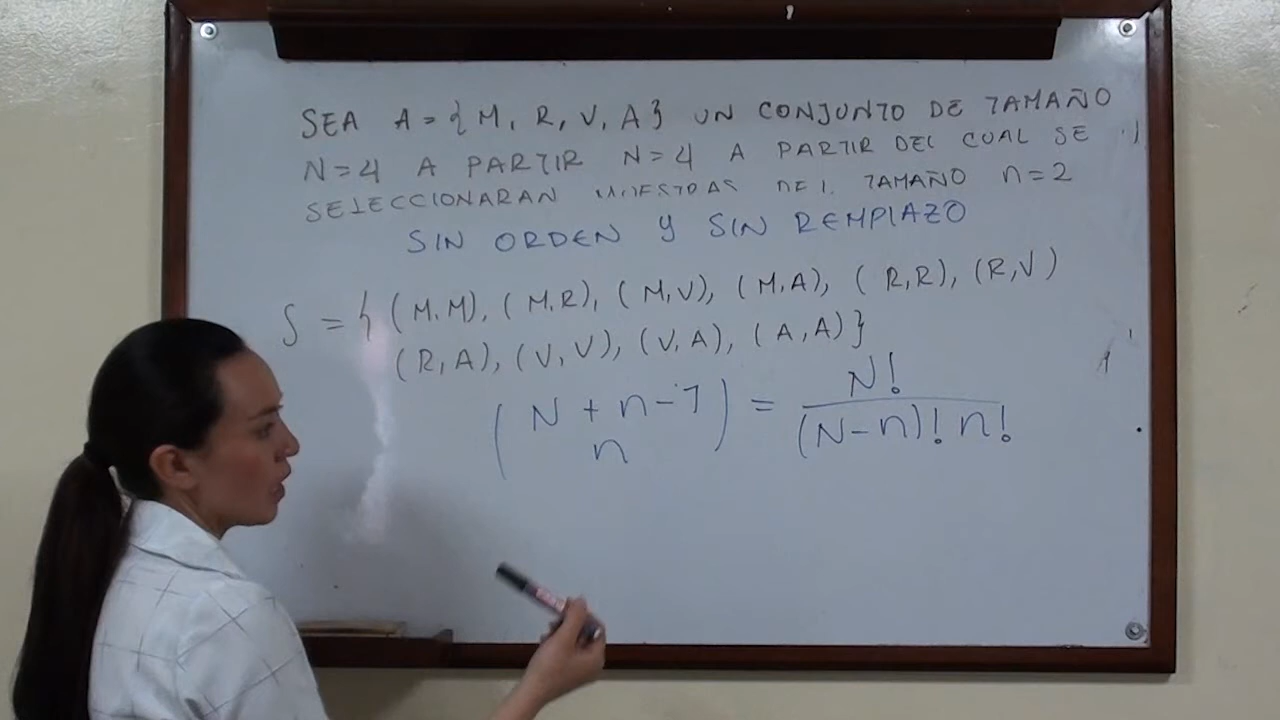 SEA A = { M, R, V, A } UN CONJUNTO DE TAMAÑO
N = 4 A PARTIR N = 4 A PARTIR DEL CUAL SE
SELECCIONARAN MUESTRAS DEL TAMAÑO n = 2
SIN ORDEN Y SIN REMPLAZO
S = { (M,M), (M,R), (M,V), (M,A), (R,R), (R,V)
(R,A), (V,V), (V,A), (A,A) }
(N + n - 1 n) = N! / (N-n)! n!